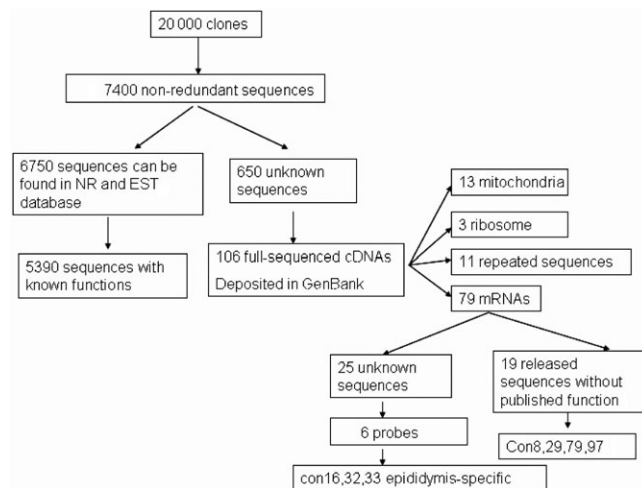 20 000 clones
7400 non-redundant sequences
6750 sequences can be
found in NR and EST
database
650 unknown
sequences
13 mitochondria
3 ribosome
5390 sequences with
known functions
106 full-sequenced cDNAs
Deposited in GenBank
11 repeated sequences
79 mRNAs
25 unknown
sequences
19 released
sequences without
published function
6 probes
Con8,29,79,97
con16,32,33 epididymis-specific